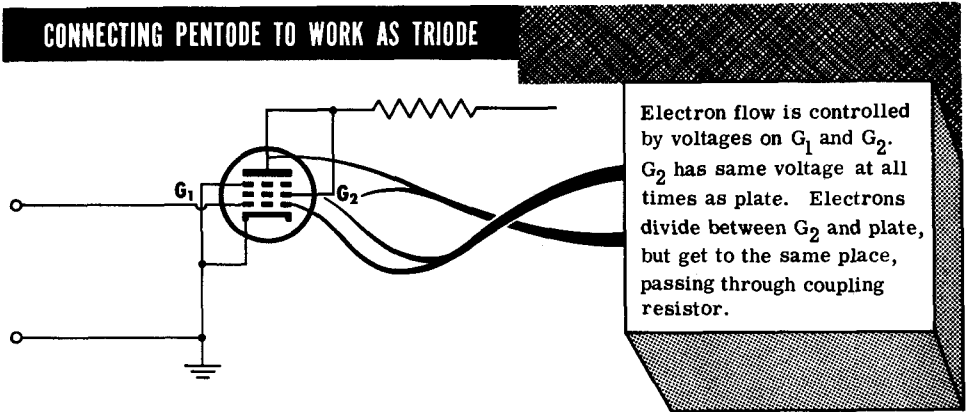 CONNECTING PENTODE TO WORK AS TRIODE
G₁
G₂
Electron flow is controlled
by voltages on G₁ and G₂.
G₂ has same voltage at all
times as plate. Electrons
divide between G₂ and plate,
but get to the same place,
passing through coupling
resistor.